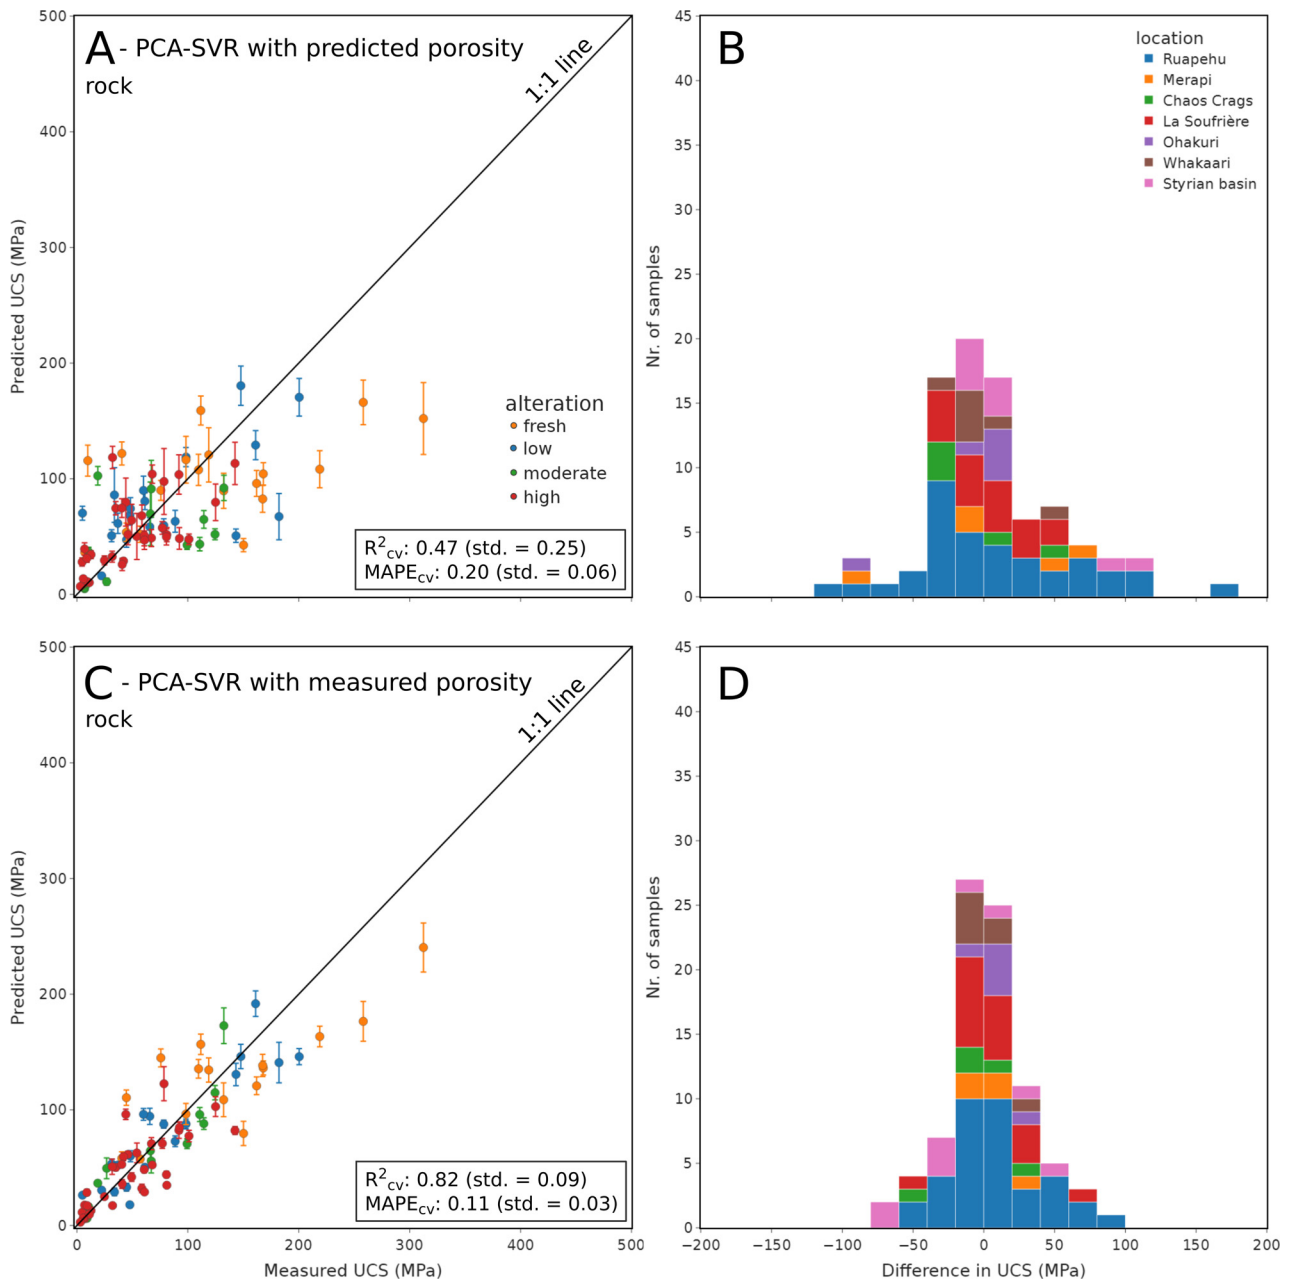 A - PCA-SVR with predicted porosity
rock
1:1 line
500
400
300
200
100
0
Predicted UCS (MPa)
alteration
fresh
low
moderate
high
R²cv: 0.47 (std. = 0.25)
MAPEcv: 0.20 (std. = 0.06)
B
45
40
35
30
25
20
15
10
5
0
Nr. of samples
location
Ruapehu
Merapi
Chaos Crags
La Soufrière
Ohakuri
Whakaari
Styrian basin
C - PCA-SVR with measured porosity
rock
1:1 line
500
400
300
200
100
0
Predicted UCS (MPa)
R²cv: 0.82 (std. = 0.09)
MAPEcv: 0.11 (std. = 0.03)
0 100 200 300 400 500
Measured UCS (MPa)
D
45
40
35
30
25
20
15
10
5
0
Nr. of samples
−200 −150 −100 −50 0 50 100 150 200
Difference in UCS (MPa)